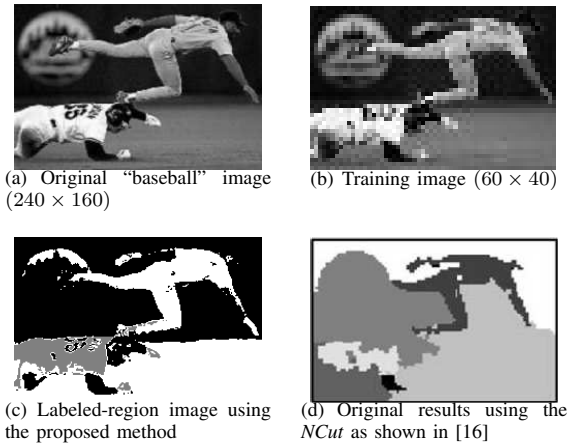 (a) Original “baseball” image
(240 × 160)
(b) Training image (60 × 40)
(c) Labeled-region image using
the proposed method
(d) Original results using the
NCut as shown in [16]